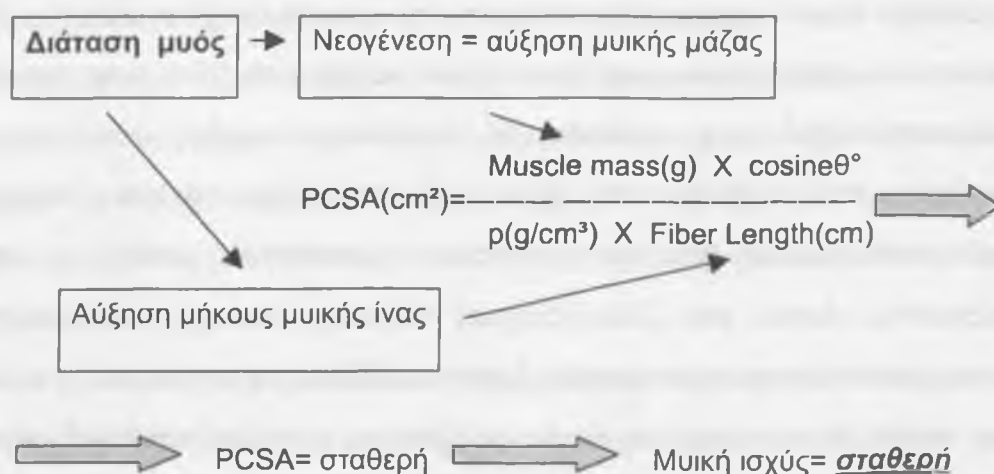 Διάταση μυός
Νεογένεση = αύξηση μυικής μάζας
Muscle mass(g) X cosineθ°
PCSA(cm²)=
p(g/cm³) X Fiber Length(cm)
Αύξηση μήκους μυικής ίνας
PCSA= σταθερή
Μυική ισχύς= σταθερή